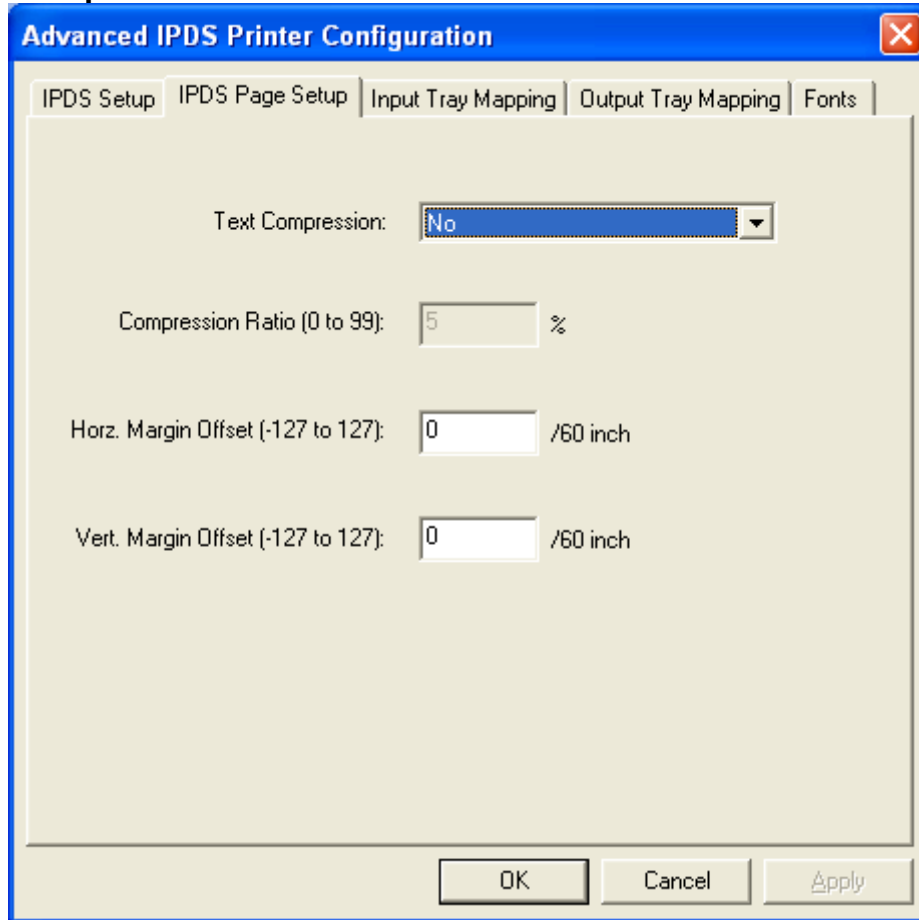 Advanced IPDS Printer Configuration
IPDS Setup IPDS Page Setup Input Tray Mapping Output Tray Mapping Fonts
Text Compression: No
Compression Ratio (0 to 99): 5 %
Horz. Margin Offset (-127 to 127): 0 /60 inch
Vert. Margin Offset (-127 to 127): 0 /60 inch
OK Cancel Apply